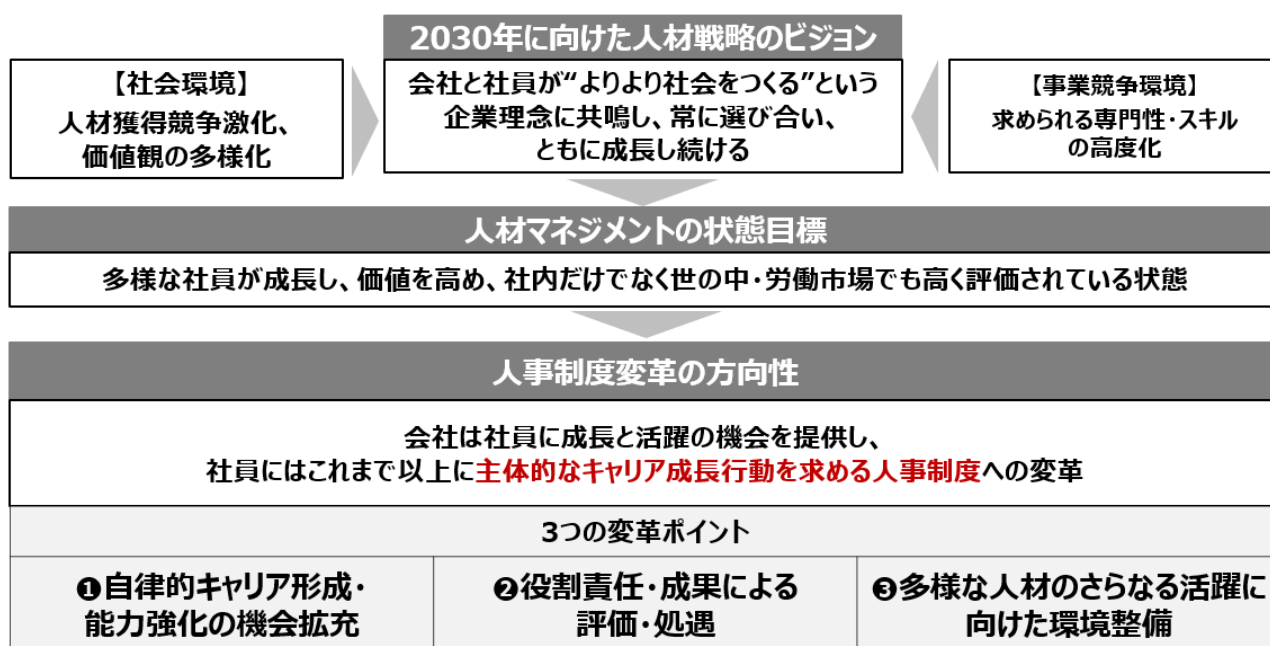 2030年に向けた人材戦略のビジョン
【社会環境】
人材獲得競争激化、
価値観の多様化
会社と社員が“よりより社会をつくる”という
企業理念に共鳴し、常に選び合い、
ともに成長し続ける
【事業競争環境】
求められる専門性・スキル
の高度化
人材マネジメントの状態目標
多様な社員が成長し、価値を高め、社内だけでなく世の中・労働市場でも高く評価されている状態
人事制度変革の方向性
会社は社員に成長と活躍の機会を提供し、
社員にはこれまで以上に主体的なキャリア成長行動を求める人事制度への変革
3つの変革ポイント
❶自律的キャリア形成・
能力強化の機会拡充
❷役割責任・成果による
評価・処遇
❸多様な人材のさらなる活躍に
向けた環境整備